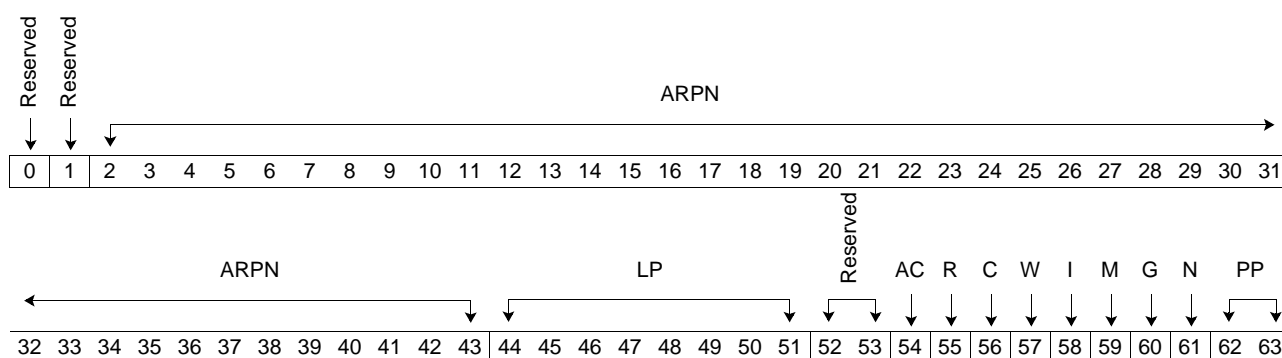 Reserved Reserved
ARPN
0 1 2 3 4 5 6 7 8 9 10 11 12 13 14 15 16 17 18 19 20 21 22 23 24 25 26 27 28 29 30 31
ARPN LP Reserved AC R C W I M G N PP
32 33 34 35 36 37 38 39 40 41 42 43 44 45 46 47 48 49 50 51 52 53 54 55 56 57 58 59 60 61 62 63